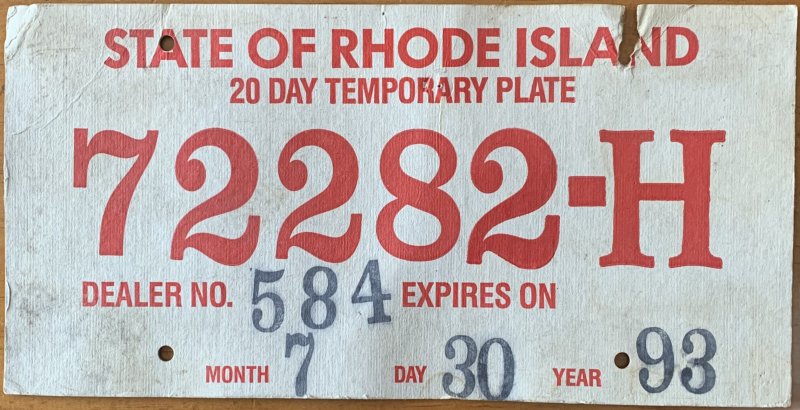 STATE OF RHODE ISLAND
20 DAY TEMPORARY PLATE
72282-H
DEALER NO. 584 EXPIRES ON
MONTH 7 DAY 30 YEAR 93